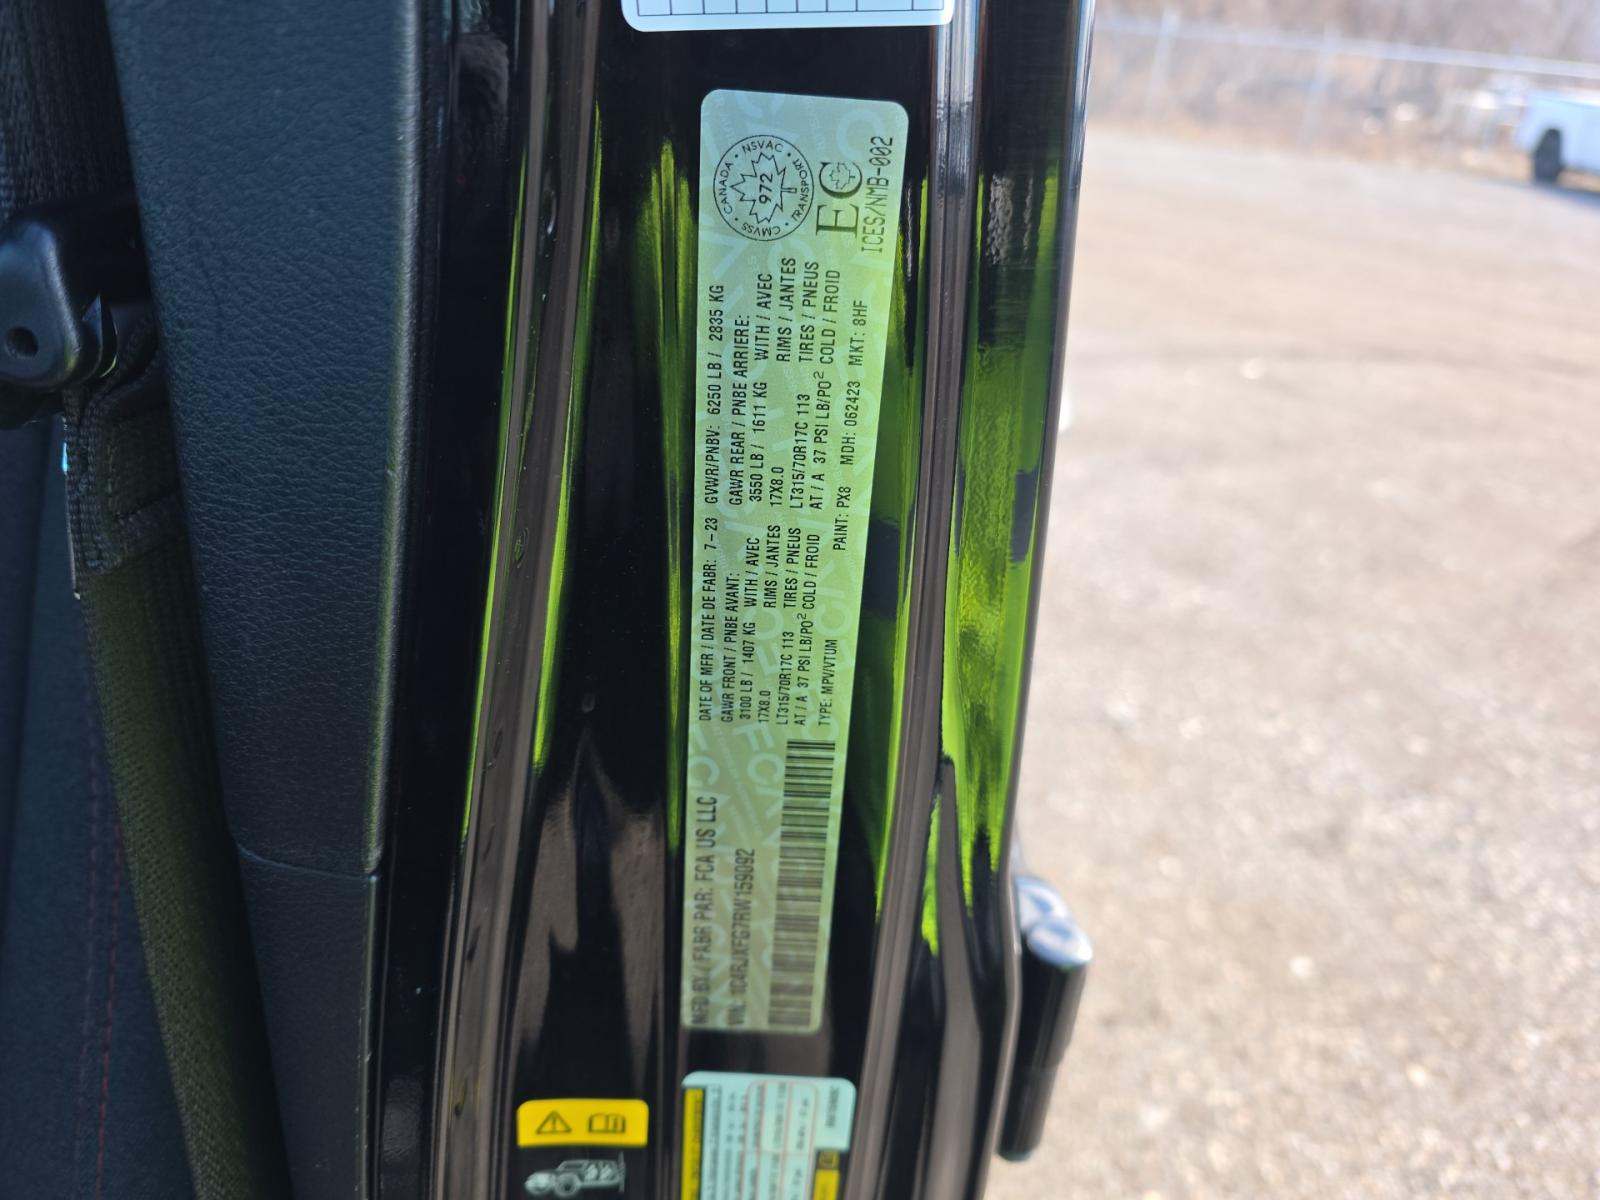 MFD BY / FABR PAR: FCA US LLC
VIN: 1C4RJXFG7RW159092
DATE OF MFR / DATE DE FABR: 7-23 GVWR/PNBV: 6250 LB / 2835 KG
GAWR FRONT / PNBE AVANT: GAWR REAR / PNBE ARRIERE:
3100 LB / 1407 KG WITH / AVEC 3550 LB / 1611 KG WITH / AVEC
17X8.0 RIMS / JANTES 17X8.0 RIMS / JANTES
LT315/70R17C 113 TIRES / PNEUS LT315/70R17C 113 TIRES / PNEUS
AT / A 37 PSI LB/PO² COLD / FROID AT / A 37 PSI LB/PO² COLD / FROID
TYPE: MPV/VTUM PAINT: PX8 MDH: 062423 MKT: 8HF
CANADA • NSVAC • TRANSPORT • CMVSS •
972
EC
ICES/NMB-002